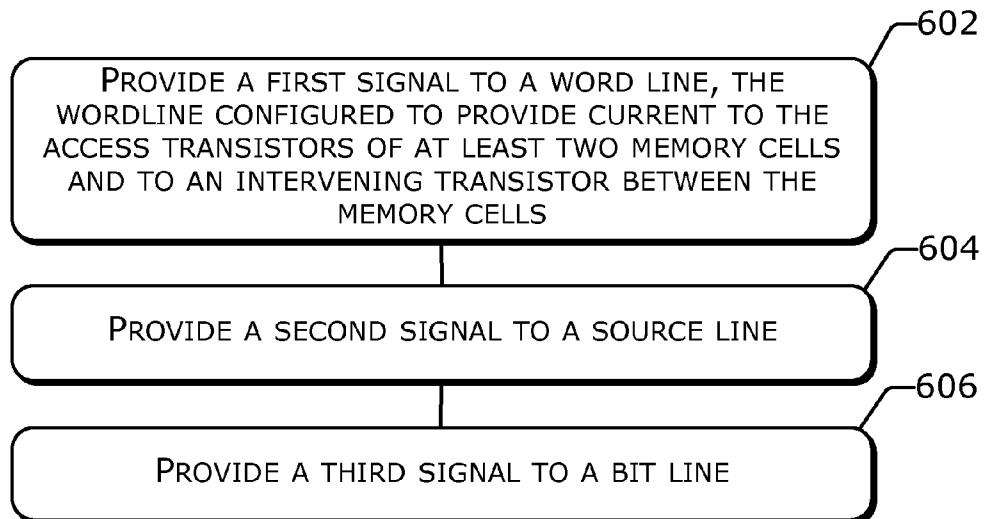 602
PROVIDE A FIRST SIGNAL TO A WORD LINE, THE
WORDLINE CONFIGURED TO PROVIDE CURRENT TO THE
ACCESS TRANSISTORS OF AT LEAST TWO MEMORY CELLS
AND TO AN INTERVENING TRANSISTOR BETWEEN THE
MEMORY CELLS
604
PROVIDE A SECOND SIGNAL TO A SOURCE LINE
606
PROVIDE A THIRD SIGNAL TO A BIT LINE